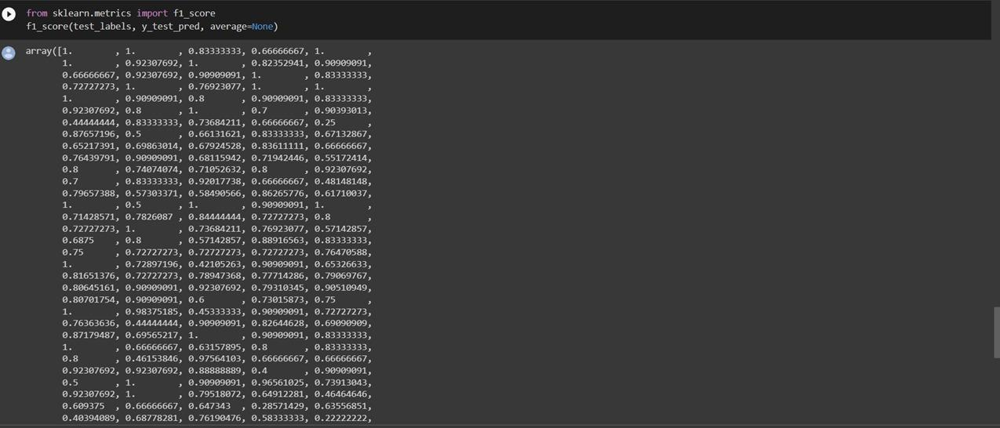 from sklearn.metrics import f1_score
f1_score(test_labels, y_test_pred, average=None)
array([1.        , 1.        , 0.83333333, 0.66666667, 1.        ,
       1.        , 0.92307692, 1.        , 0.82352941, 0.90909091,
       0.66666667, 0.92307692, 0.90909091, 1.        , 0.83333333,
       0.72727273, 1.        , 0.76923077, 1.        , 1.        ,
       1.        , 0.90909091, 0.8       , 0.90909091, 0.83333333,
       0.92307692, 0.8       , 1.        , 0.7       , 0.90393013,
       0.44444444, 0.83333333, 0.73684211, 0.66666667, 0.25      ,
       0.87657196, 0.5       , 0.66131621, 0.83333333, 0.67132867,
       0.65217391, 0.69863014, 0.67924528, 0.83611111, 0.66666667,
       0.76439791, 0.90909091, 0.68115942, 0.71942446, 0.55172414,
       0.8       , 0.74074074, 0.71052632, 0.8       , 0.92307692,
       0.7       , 0.83333333, 0.92017738, 0.66666667, 0.48148148,
       0.79657388, 0.57303371, 0.58490566, 0.86265776, 0.61710037,
       1.        , 0.5       , 1.        , 0.90909091, 1.        ,
       0.71428571, 0.7826087 , 0.84444444, 0.72727273, 0.8       ,
       0.72727273, 1.        , 0.73684211, 0.76923077, 0.57142857,
       0.6875    , 0.8       , 0.57142857, 0.88916563, 0.83333333,
       0.75      , 0.72727273, 0.72727273, 0.72727273, 0.76470588,
       1.        , 0.72897196, 0.42105263, 0.90909091, 0.65326633,
       0.81651376, 0.72727273, 0.78947368, 0.77714286, 0.79069767,
       0.80645161, 0.90909091, 0.92307692, 0.79310345, 0.90510949,
       0.80701754, 0.90909091, 0.6       , 0.73015873, 0.75      ,
       1.        , 0.98375185, 0.45333333, 0.90909091, 0.72727273,
       0.76363636, 0.44444444, 0.90909091, 0.82644628, 0.69090909,
       0.87179487, 0.69565217, 1.        , 0.90909091, 0.83333333,
       1.        , 0.66666667, 0.63157895, 0.8       , 0.83333333,
       0.8       , 0.46153846, 0.97564103, 0.66666667, 0.66666667,
       0.92307692, 0.92307692, 0.88888889, 0.4       , 0.90909091,
       0.5       , 1.        , 0.90909091, 0.96561025, 0.73913043,
       0.92307692, 1.        , 0.79518072, 0.64912281, 0.46464646,
       0.609375  , 0.66666667, 0.647343  , 0.28571429, 0.63556851,
       0.40394089, 0.68778281, 0.76190476, 0.58333333, 0.22222222,